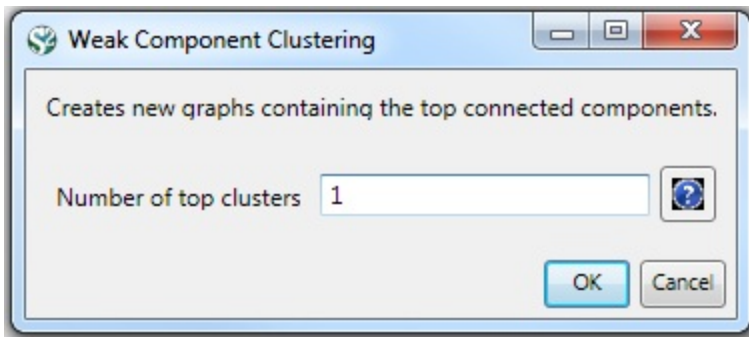 Weak Component Clustering
Creates new graphs containing the top connected components.
Number of top clusters 1
OK Cancel